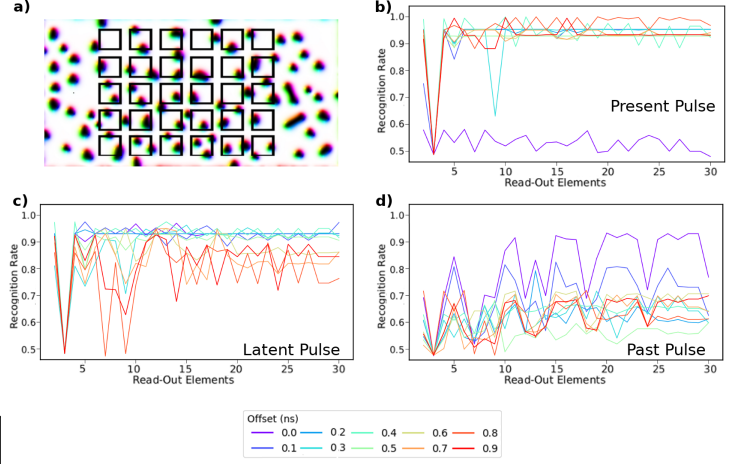 a)
b)
Recognition Rate
1.0
0.9
0.8
0.7
0.6
0.5
Present Pulse
5 10 15 20 25 30
Read-Out Elements
c)
Recognition Rate
1.0
0.9
0.8
0.7
0.6
0.5
Latent Pulse
5 10 15 20 25 30
Read-Out Elements
d)
Recognition Rate
1.0
0.9
0.8
0.7
0.6
0.5
Past Pulse
5 10 15 20 25 30
Read-Out Elements
Offset (ns)
0.0 0 2 0.4 0.6 0.8
0.1 0 3 0.5 0.7 0.9